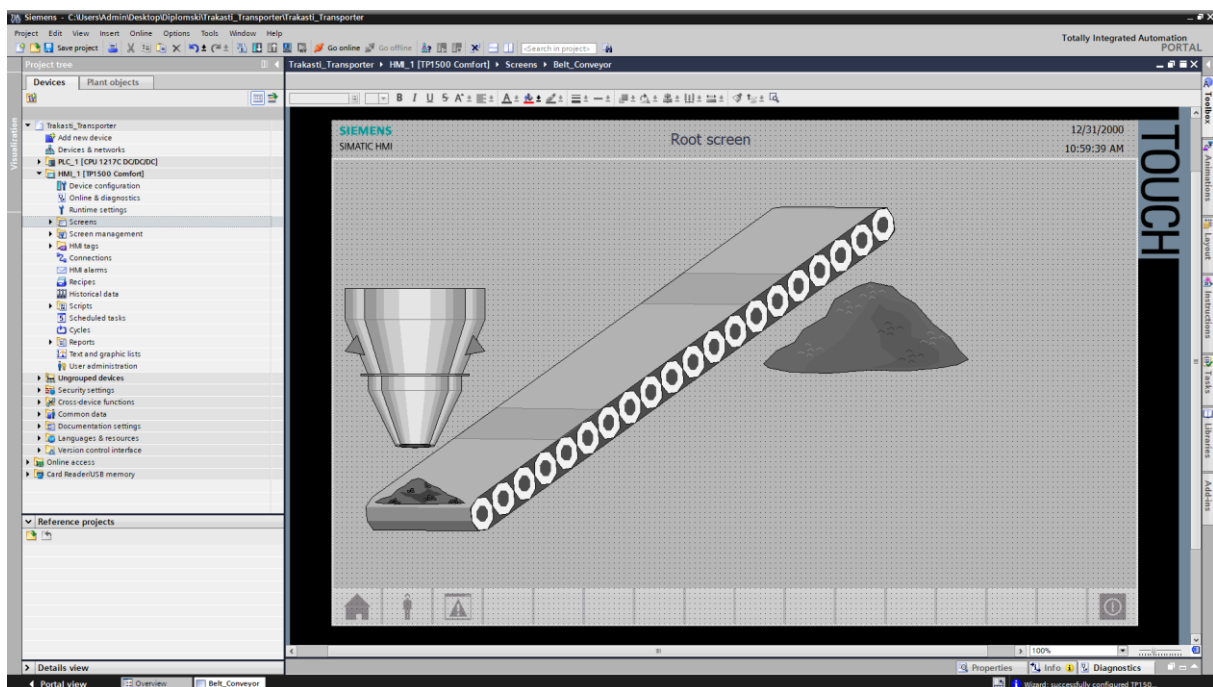 Siemens - C:\Users\Admin\Desktop\Diplomski\Trakasti_Transporter\Trakasti_Transporter
Project Edit View Insert Online Options Tools Window Help
Totally Integrated Automation
PORTAL
Save project Go online Go offline <Search in project>
Project tree
Trakasti_Transporter HMI_1 [TP1500 Comfort] Screens Belt_Conveyor
Devices Plant objects
B I U S A
Visualization
Trakasti_Transporter
Add new device
Devices & networks
PLC_1 [CPU 1217C DC/DC/DC]
HMI_1 [TP1500 Comfort]
Device configuration
Online & diagnostics
Runtime settings
Screens
Screen management
HMI tags
Connections
HMI alarms
Recipes
Historical data
Scripts
Scheduled tasks
Cycles
Reports
Text and graphic lists
User administration
Ungrouped devices
Security settings
Cross-device functions
Common data
Documentation settings
Languages & resources
Version control interface
Online access
Card Reader/USB memory
Reference projects
Details view
SIEMENS
SIMATIC HMI
Root screen
12/31/2000
10:59:39 AM
TOUCH
Toolbox
Animations
Layout
Instructions
Tasks
Libraries
Add-ins
100%
Properties Info Diagnostics
Portal view Overview Belt_Conveyor
Wizard: successfully configured TP150...